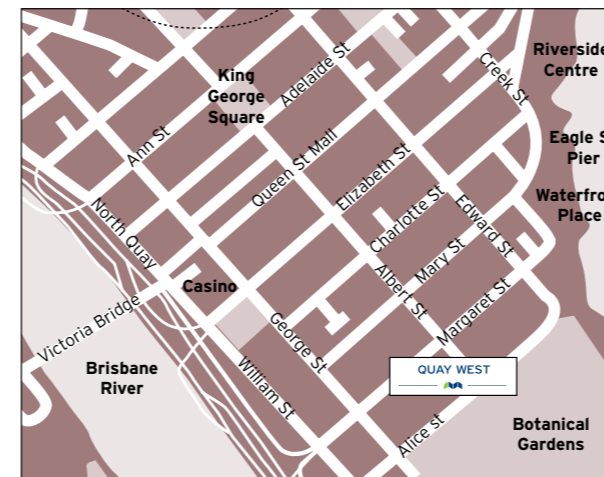 Riverside
Centre
Creek St
King
George
Square
Adelaide St
Ann St
Queen St Mall
Eagle S
Pier
Elizabeth St
Waterfro
Place
Charlotte St
Edward St
North Quay
Mary St
Albert St
Casino
Margaret St
Victoria Bridge
George St
Brisbane
River
William St
QUAY WEST
Alice st
Botanical
Gardens